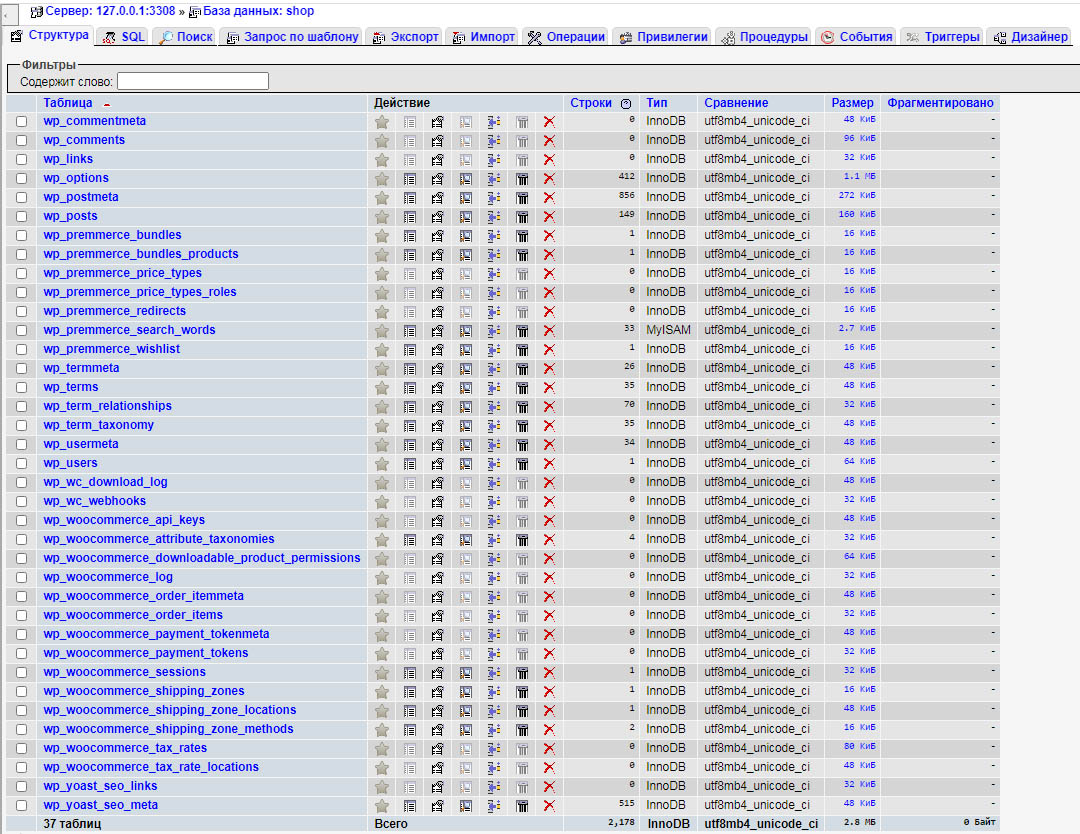 Сервер: 127.0.0.1:3308 » База данных: shop
Структура SQL Поиск Запрос по шаблону Экспорт Импорт Операции Привилегии Процедуры События Триггеры Дизайнер
Фильтры
Содержит слово:
Таблица Действие Строки Тип Сравнение Размер Фрагментировано
wp_commentmeta 0 InnoDB utf8mb4_unicode_ci 48 КиБ -
wp_comments 0 InnoDB utf8mb4_unicode_ci 96 КиБ -
wp_links 0 InnoDB utf8mb4_unicode_ci 32 КиБ -
wp_options 412 InnoDB utf8mb4_unicode_ci 1.1 МБ -
wp_postmeta 856 InnoDB utf8mb4_unicode_ci 272 КиБ -
wp_posts 149 InnoDB utf8mb4_unicode_ci 160 КиБ -
wp_premmerce_bundles 1 InnoDB utf8mb4_unicode_ci 16 КиБ -
wp_premmerce_bundles_products 1 InnoDB utf8mb4_unicode_ci 16 КиБ -
wp_premmerce_price_types 0 InnoDB utf8mb4_unicode_ci 16 КиБ -
wp_premmerce_price_types_roles 0 InnoDB utf8mb4_unicode_ci 16 КиБ -
wp_premmerce_redirects 0 InnoDB utf8mb4_unicode_ci 16 КиБ -
wp_premmerce_search_words 33 MyISAM utf8mb4_unicode_ci 2.7 КиБ -
wp_premmerce_wishlist 1 InnoDB utf8mb4_unicode_ci 16 КиБ -
wp_termmeta 26 InnoDB utf8mb4_unicode_ci 48 КиБ -
wp_terms 35 InnoDB utf8mb4_unicode_ci 48 КиБ -
wp_term_relationships 70 InnoDB utf8mb4_unicode_ci 32 КиБ -
wp_term_taxonomy 35 InnoDB utf8mb4_unicode_ci 48 КиБ -
wp_usermeta 34 InnoDB utf8mb4_unicode_ci 48 КиБ -
wp_users 1 InnoDB utf8mb4_unicode_ci 64 КиБ -
wp_wc_download_log 0 InnoDB utf8mb4_unicode_ci 48 КиБ -
wp_wc_webhooks 0 InnoDB utf8mb4_unicode_ci 32 КиБ -
wp_woocommerce_api_keys 0 InnoDB utf8mb4_unicode_ci 48 КиБ -
wp_woocommerce_attribute_taxonomies 4 InnoDB utf8mb4_unicode_ci 32 КиБ -
wp_woocommerce_downloadable_product_permissions 0 InnoDB utf8mb4_unicode_ci 64 КиБ -
wp_woocommerce_log 0 InnoDB utf8mb4_unicode_ci 32 КиБ -
wp_woocommerce_order_itemmeta 0 InnoDB utf8mb4_unicode_ci 48 КиБ -
wp_woocommerce_order_items 0 InnoDB utf8mb4_unicode_ci 32 КиБ -
wp_woocommerce_payment_tokenmeta 0 InnoDB utf8mb4_unicode_ci 48 КиБ -
wp_woocommerce_payment_tokens 0 InnoDB utf8mb4_unicode_ci 32 КиБ -
wp_woocommerce_sessions 1 InnoDB utf8mb4_unicode_ci 32 КиБ -
wp_woocommerce_shipping_zones 1 InnoDB utf8mb4_unicode_ci 16 КиБ -
wp_woocommerce_shipping_zone_locations 1 InnoDB utf8mb4_unicode_ci 48 КиБ -
wp_woocommerce_shipping_zone_methods 2 InnoDB utf8mb4_unicode_ci 16 КиБ -
wp_woocommerce_tax_rates 0 InnoDB utf8mb4_unicode_ci 80 КиБ -
wp_woocommerce_tax_rate_locations 0 InnoDB utf8mb4_unicode_ci 48 КиБ -
wp_yoast_seo_links 0 InnoDB utf8mb4_unicode_ci 32 КиБ -
wp_yoast_seo_meta 515 InnoDB utf8mb4_unicode_ci 48 КиБ -
37 таблиц Всего 2,178 InnoDB utf8mb4_unicode_ci 2.8 МБ 0 Байт